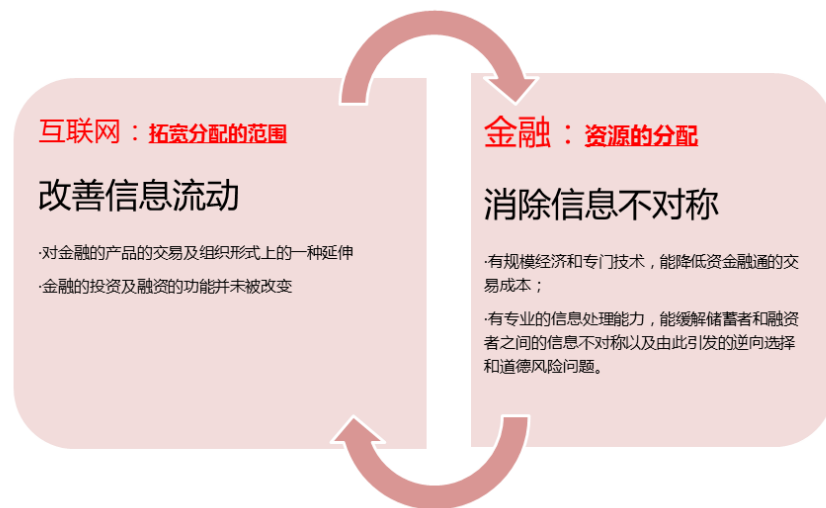 互联网：拓宽分配的范围
改善信息流动
·对金融的产品的交易及组织形式上的一种延伸
·金融的投资及融资的功能并未被改变
金融：资源的分配
消除信息不对称
·有规模经济和专门技术，能降低资金融通的交
易成本；
·有专业的信息处理能力，能缓解储蓄者和融资
者之间的信息不对称以及由此引发的逆向选择
和道德风险问题。